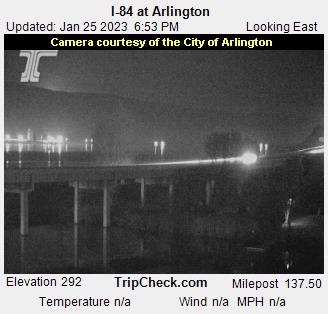 I-84 at Arlington
Updated: Jan 25 2023 6:53 PM Looking East
Camera courtesy of the City of Arlington
Elevation 292 TripCheck.com Milepost 137.50
Temperature n/a Wind n/a MPH n/a